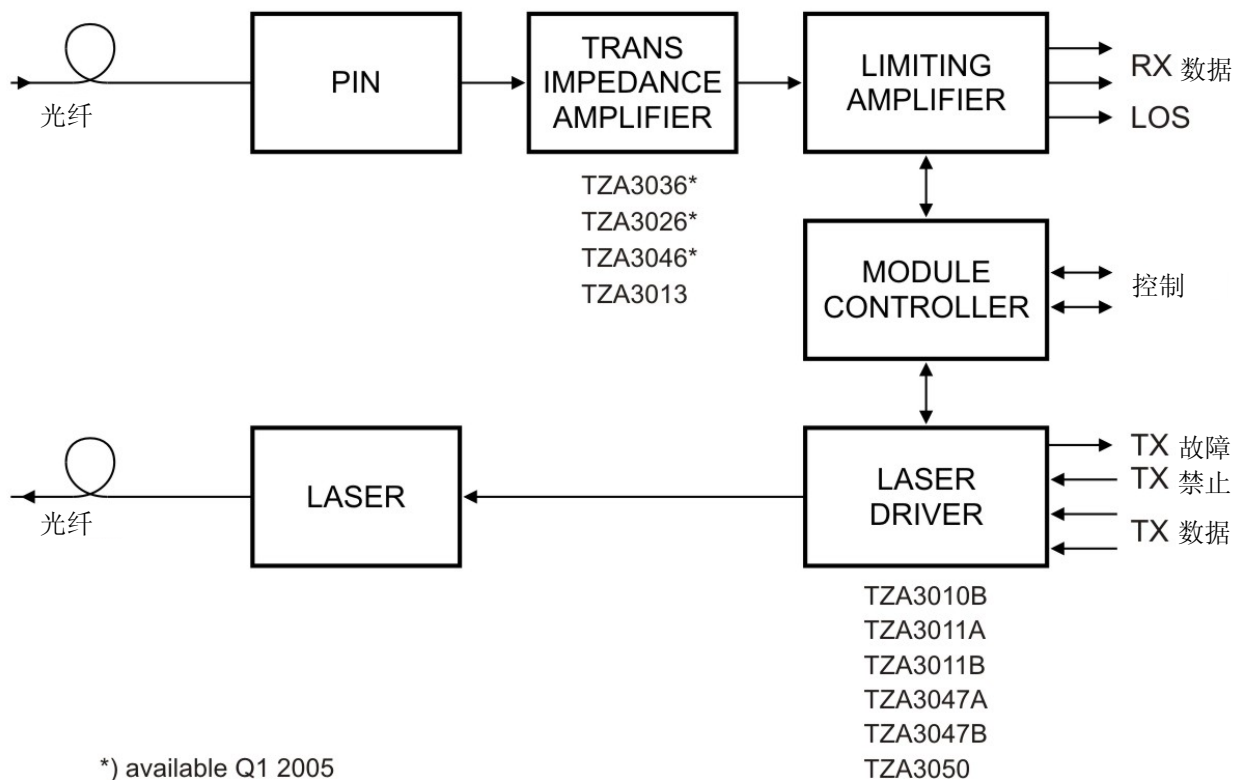 光纤
PIN
TRANS
IMPEDANCE
AMPLIFIER
LIMITING
AMPLIFIER
RX 数据
LOS
TZA3036*
TZA3026*
TZA3046*
TZA3013
MODULE
CONTROLLER
控制
光纤
LASER
LASER
DRIVER
TX 故障
TX 禁止
TX 数据
TZA3010B
TZA3011A
TZA3011B
TZA3047A
TZA3047B
TZA3050
*) available Q1 2005